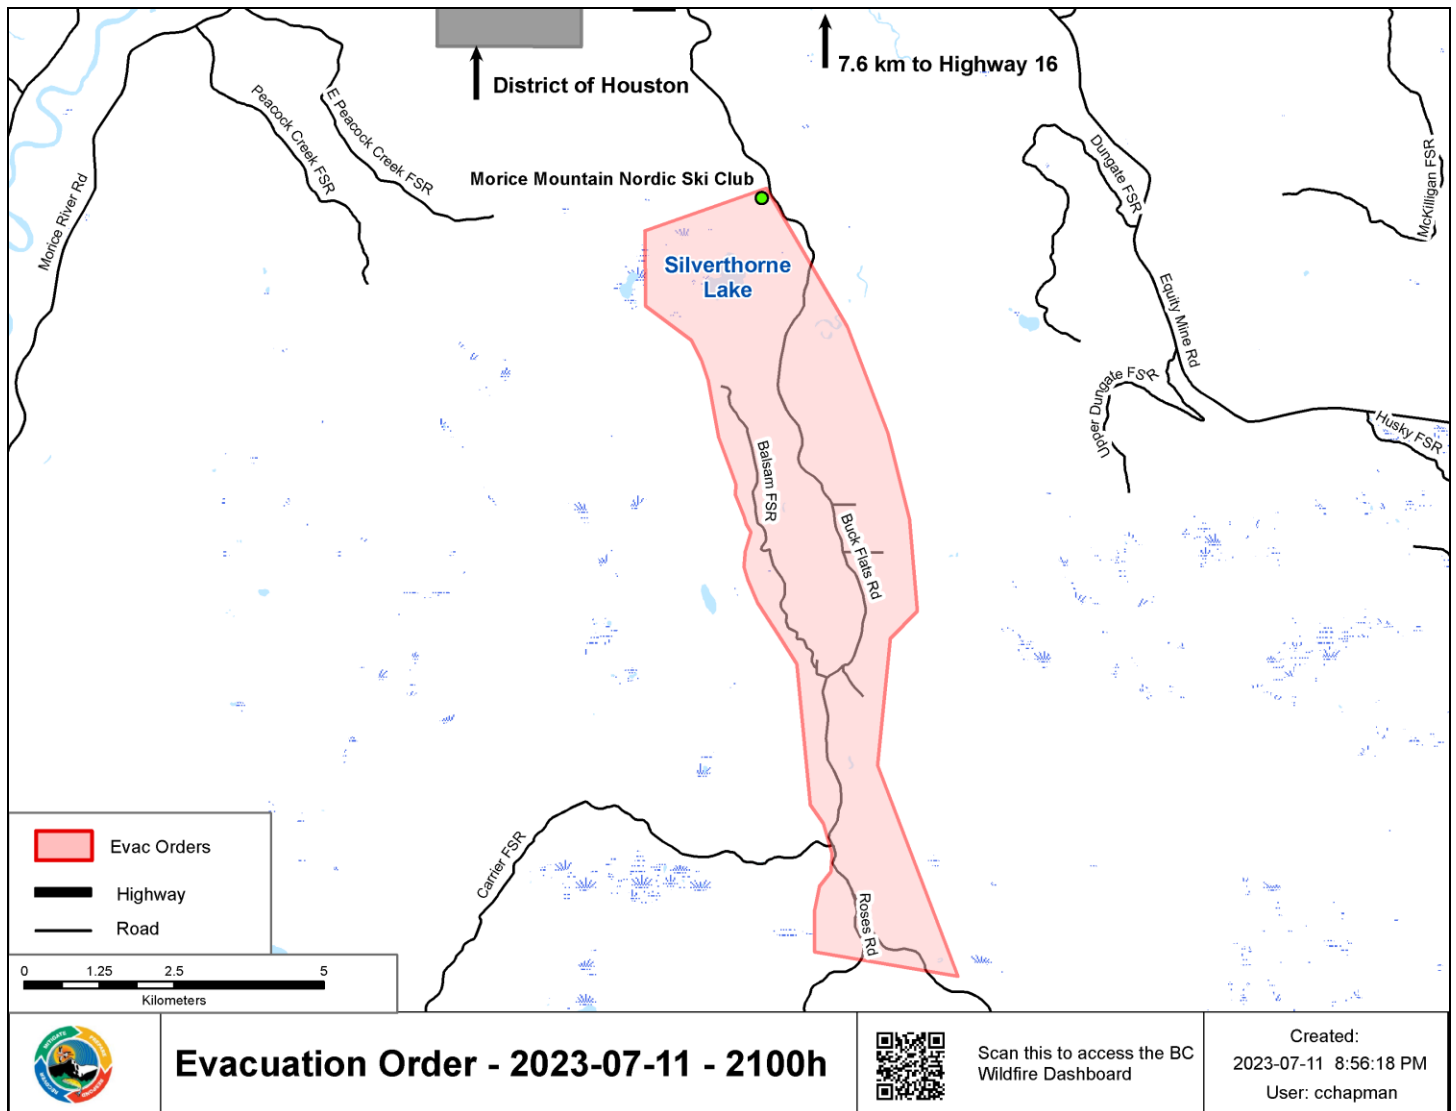 7.6 km to Highway 16
District of Houston
Peacock Creek FSR
E Peacock Creek FSR
Morice River Rd
Morice Mountain Nordic Ski Club
Dungate FSR
McKilligan FSR
Silverthorne
Lake
Equity Mine Rd
Upper Dungate FSR
Husky FSR
Balsam FSR
Buck Flats Rd
Carrier FSR
Roses Rd
Evac Orders
Highway
Road
0 1.25 2.5 5
Kilometers
Evacuation Order - 2023-07-11 - 2100h
Scan this to access the BC
Wildfire Dashboard
Created:
2023-07-11 8:56:18 PM
User: cchapman